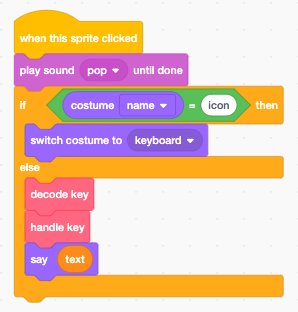 when this sprite clicked
play sound pop until done
if costume name = icon then
switch costume to keyboard
else
decode key
handle key
say text